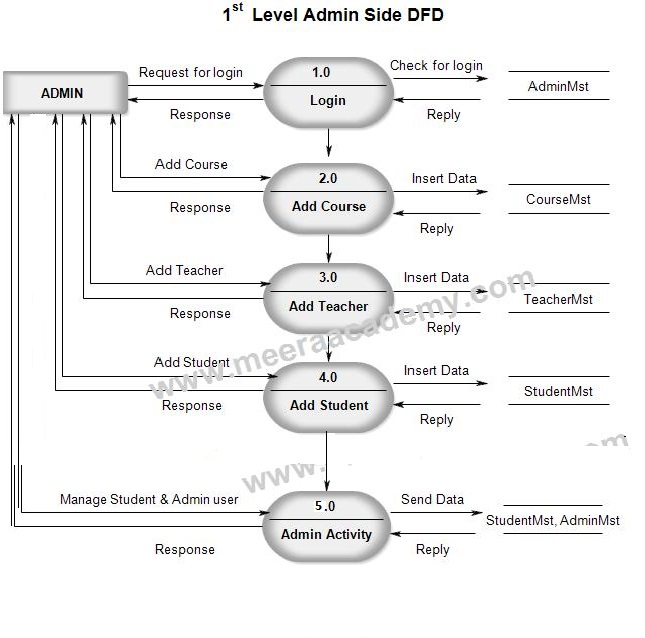 1st Level Admin Side DFD
ADMIN
Request for login
Response
1.0
Login
Check for login
Reply
AdminMst
Add Course
Response
2.0
Add Course
Insert Data
Reply
CourseMst
Add Teacher
Response
3.0
Add Teacher
Insert Data
Reply
TeacherMst
Add Student
Response
4.0
Add Student
Insert Data
Reply
StudentMst
www.meeraacademy.com
Manage Student & Admin user
Response
5.0
Admin Activity
Send Data
Reply
StudentMst, AdminMst
www.